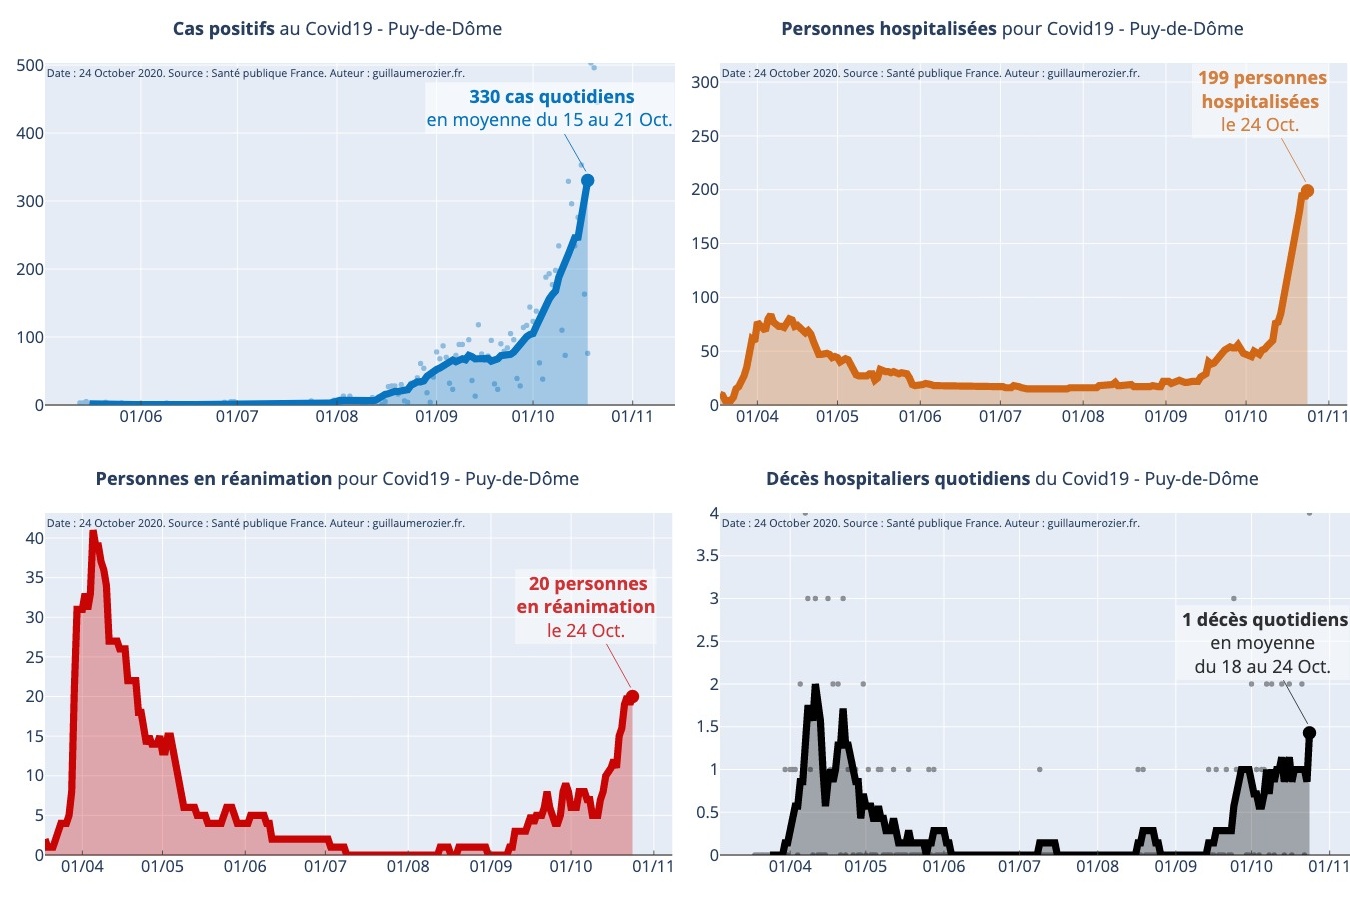 Cas positifs au Covid19 - Puy-de-Dôme
Date : 24 October 2020. Source : Santé publique France. Auteur : guillaumerozier.fr.
330 cas quotidiens
en moyenne du 15 au 21 Oct.
500
400
300
200
100
0
01/06 01/07 01/08 01/09 01/10 01/11
Personnes hospitalisées pour Covid19 - Puy-de-Dôme
Date : 24 October 2020. Source : Santé publique France. Auteur : guillaumerozier.fr.
199 personnes
hospitalisées
le 24 Oct.
300
250
200
150
100
50
0
01/04 01/05 01/06 01/07 01/08 01/09 01/10 01/11
Personnes en réanimation pour Covid19 - Puy-de-Dôme
Date : 24 October 2020. Source : Santé publique France. Auteur : guillaumerozier.fr.
20 personnes
en réanimation
le 24 Oct.
40
35
30
25
20
15
10
5
0
01/04 01/05 01/06 01/07 01/08 01/09 01/10 01/11
Décès hospitaliers quotidiens du Covid19 - Puy-de-Dôme
Date : 24 October 2020. Source : Santé publique France. Auteur : guillaumerozier.fr.
1 décès quotidiens
en moyenne
du 18 au 24 Oct.
4
3.5
3
2.5
2
1.5
1
0.5
0
01/04 01/05 01/06 01/07 01/08 01/09 01/10 01/11